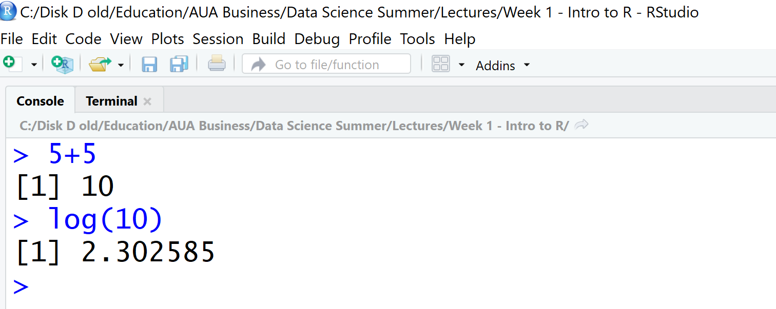 C:/Disk D old/Education/AUA Business/Data Science Summer/Lectures/Week 1 - Intro to R - RStudio
File Edit Code View Plots Session Build Debug Profile Tools Help
Go to file/function Addins
Console Terminal
C:/Disk D old/Education/AUA Business/Data Science Summer/Lectures/Week 1 - Intro to R/
> 5+5
[1] 10
> log(10)
[1] 2.302585
>